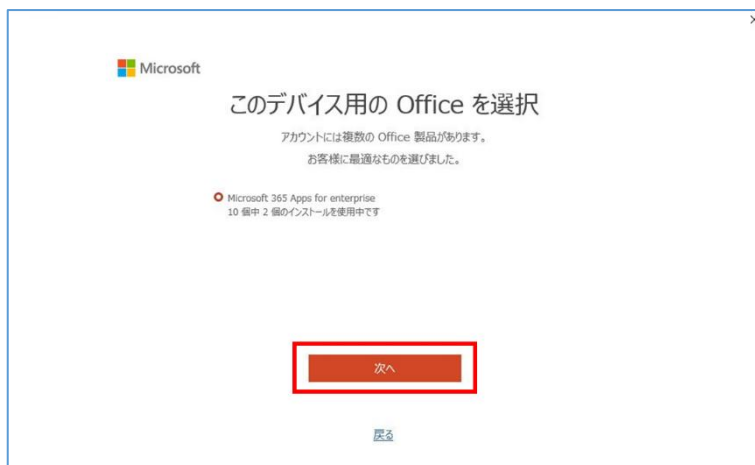 Microsoft
このデバイス用の Office を選択
アカウントには複数の Office 製品があります。
お客様に最適なものを選びました。
Microsoft 365 Apps for enterprise
10 個中 2 個のインストールを使用中です
次へ
戻る